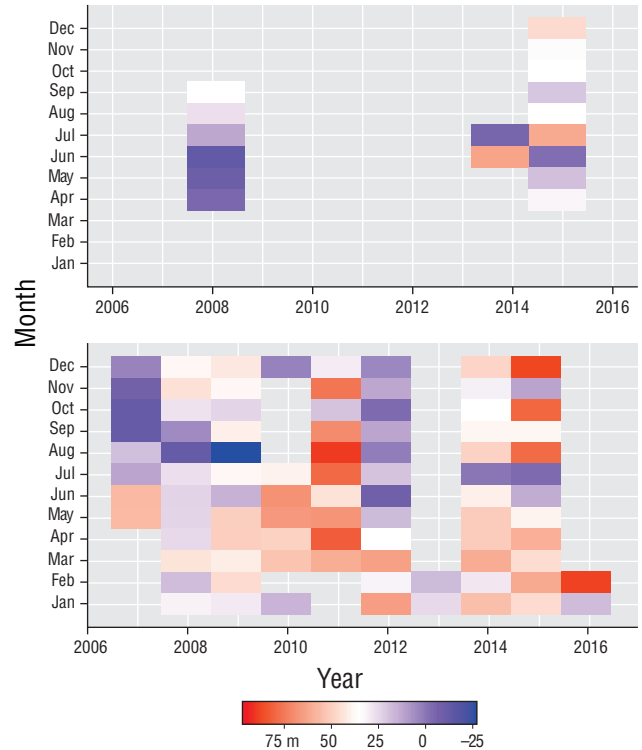 Dec
Nov
Oct
Sep
Aug
Jul
Jun
May
Apr
Mar
Feb
Jan
2006 2008 2010 2012 2014 2016
Month
Dec
Nov
Oct
Sep
Aug
Jul
Jun
May
Apr
Mar
Feb
Jan
2006 2008 2010 2012 2014 2016
Year
75 m 50 25 0 –25